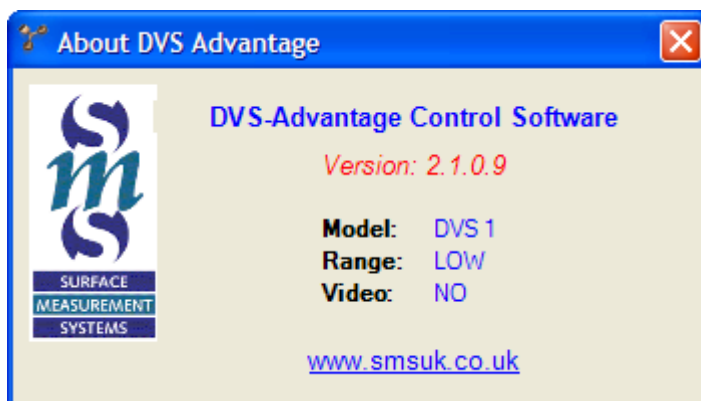 About DVS Advantage
SmS
SURFACE
MEASUREMENT
SYSTEMS
DVS-Advantage Control Software
Version: 2.1.0.9
Model: DVS 1
Range: LOW
Video: NO
www.smsuk.co.uk